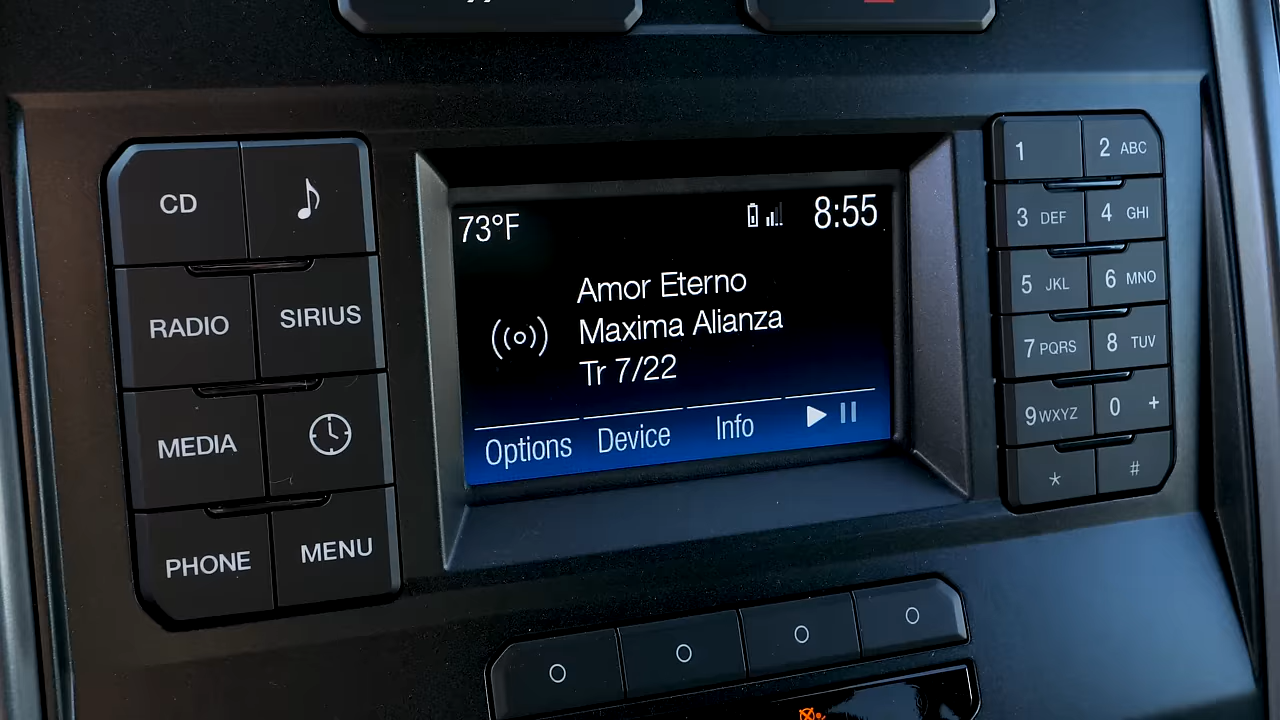 CD
RADIO
SIRIUS
MEDIA
PHONE
MENU
73°F
8:55
Amor Eterno
Maxima Alianza
Tr 7/22
Options
Device
Info
1
2 ABC
3 DEF
4 GHI
5 JKL
6 MNO
7 PQRS
8 TUV
9 WXYZ
0 +
*
#